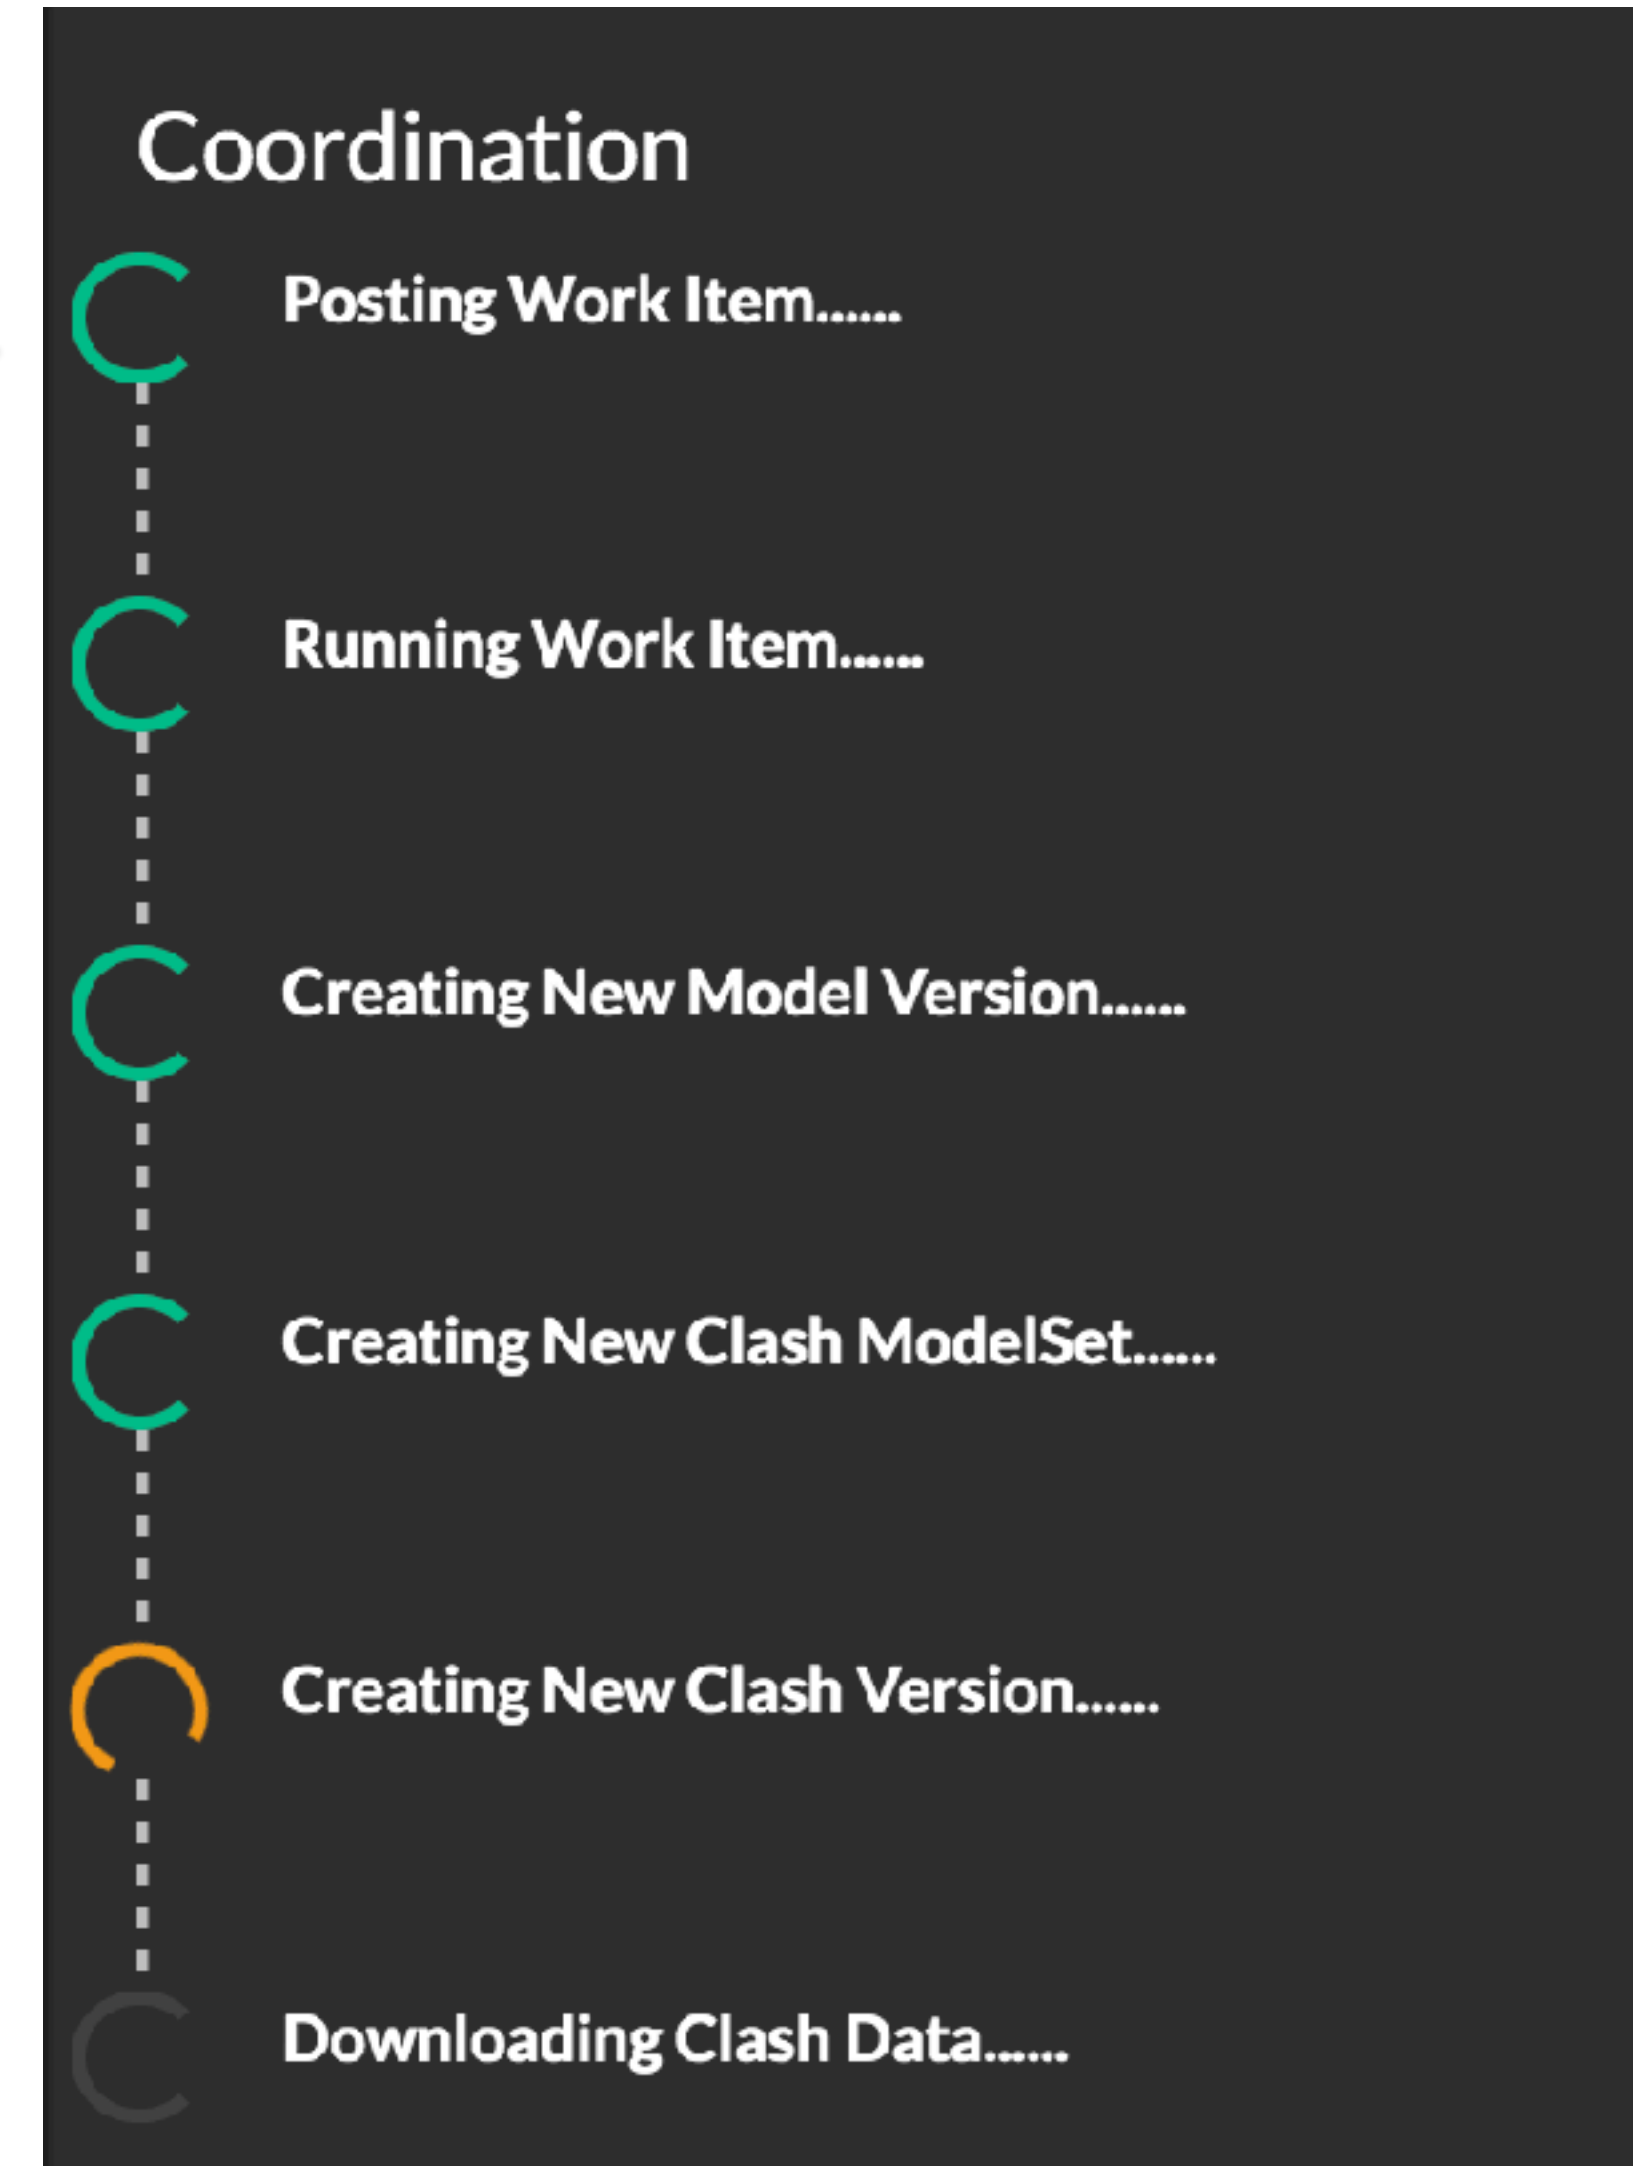 Coordination
Posting Work Item......
Running Work Item......
Creating New Model Version......
Creating New Clash ModelSet......
Creating New Clash Version......
Downloading Clash Data......